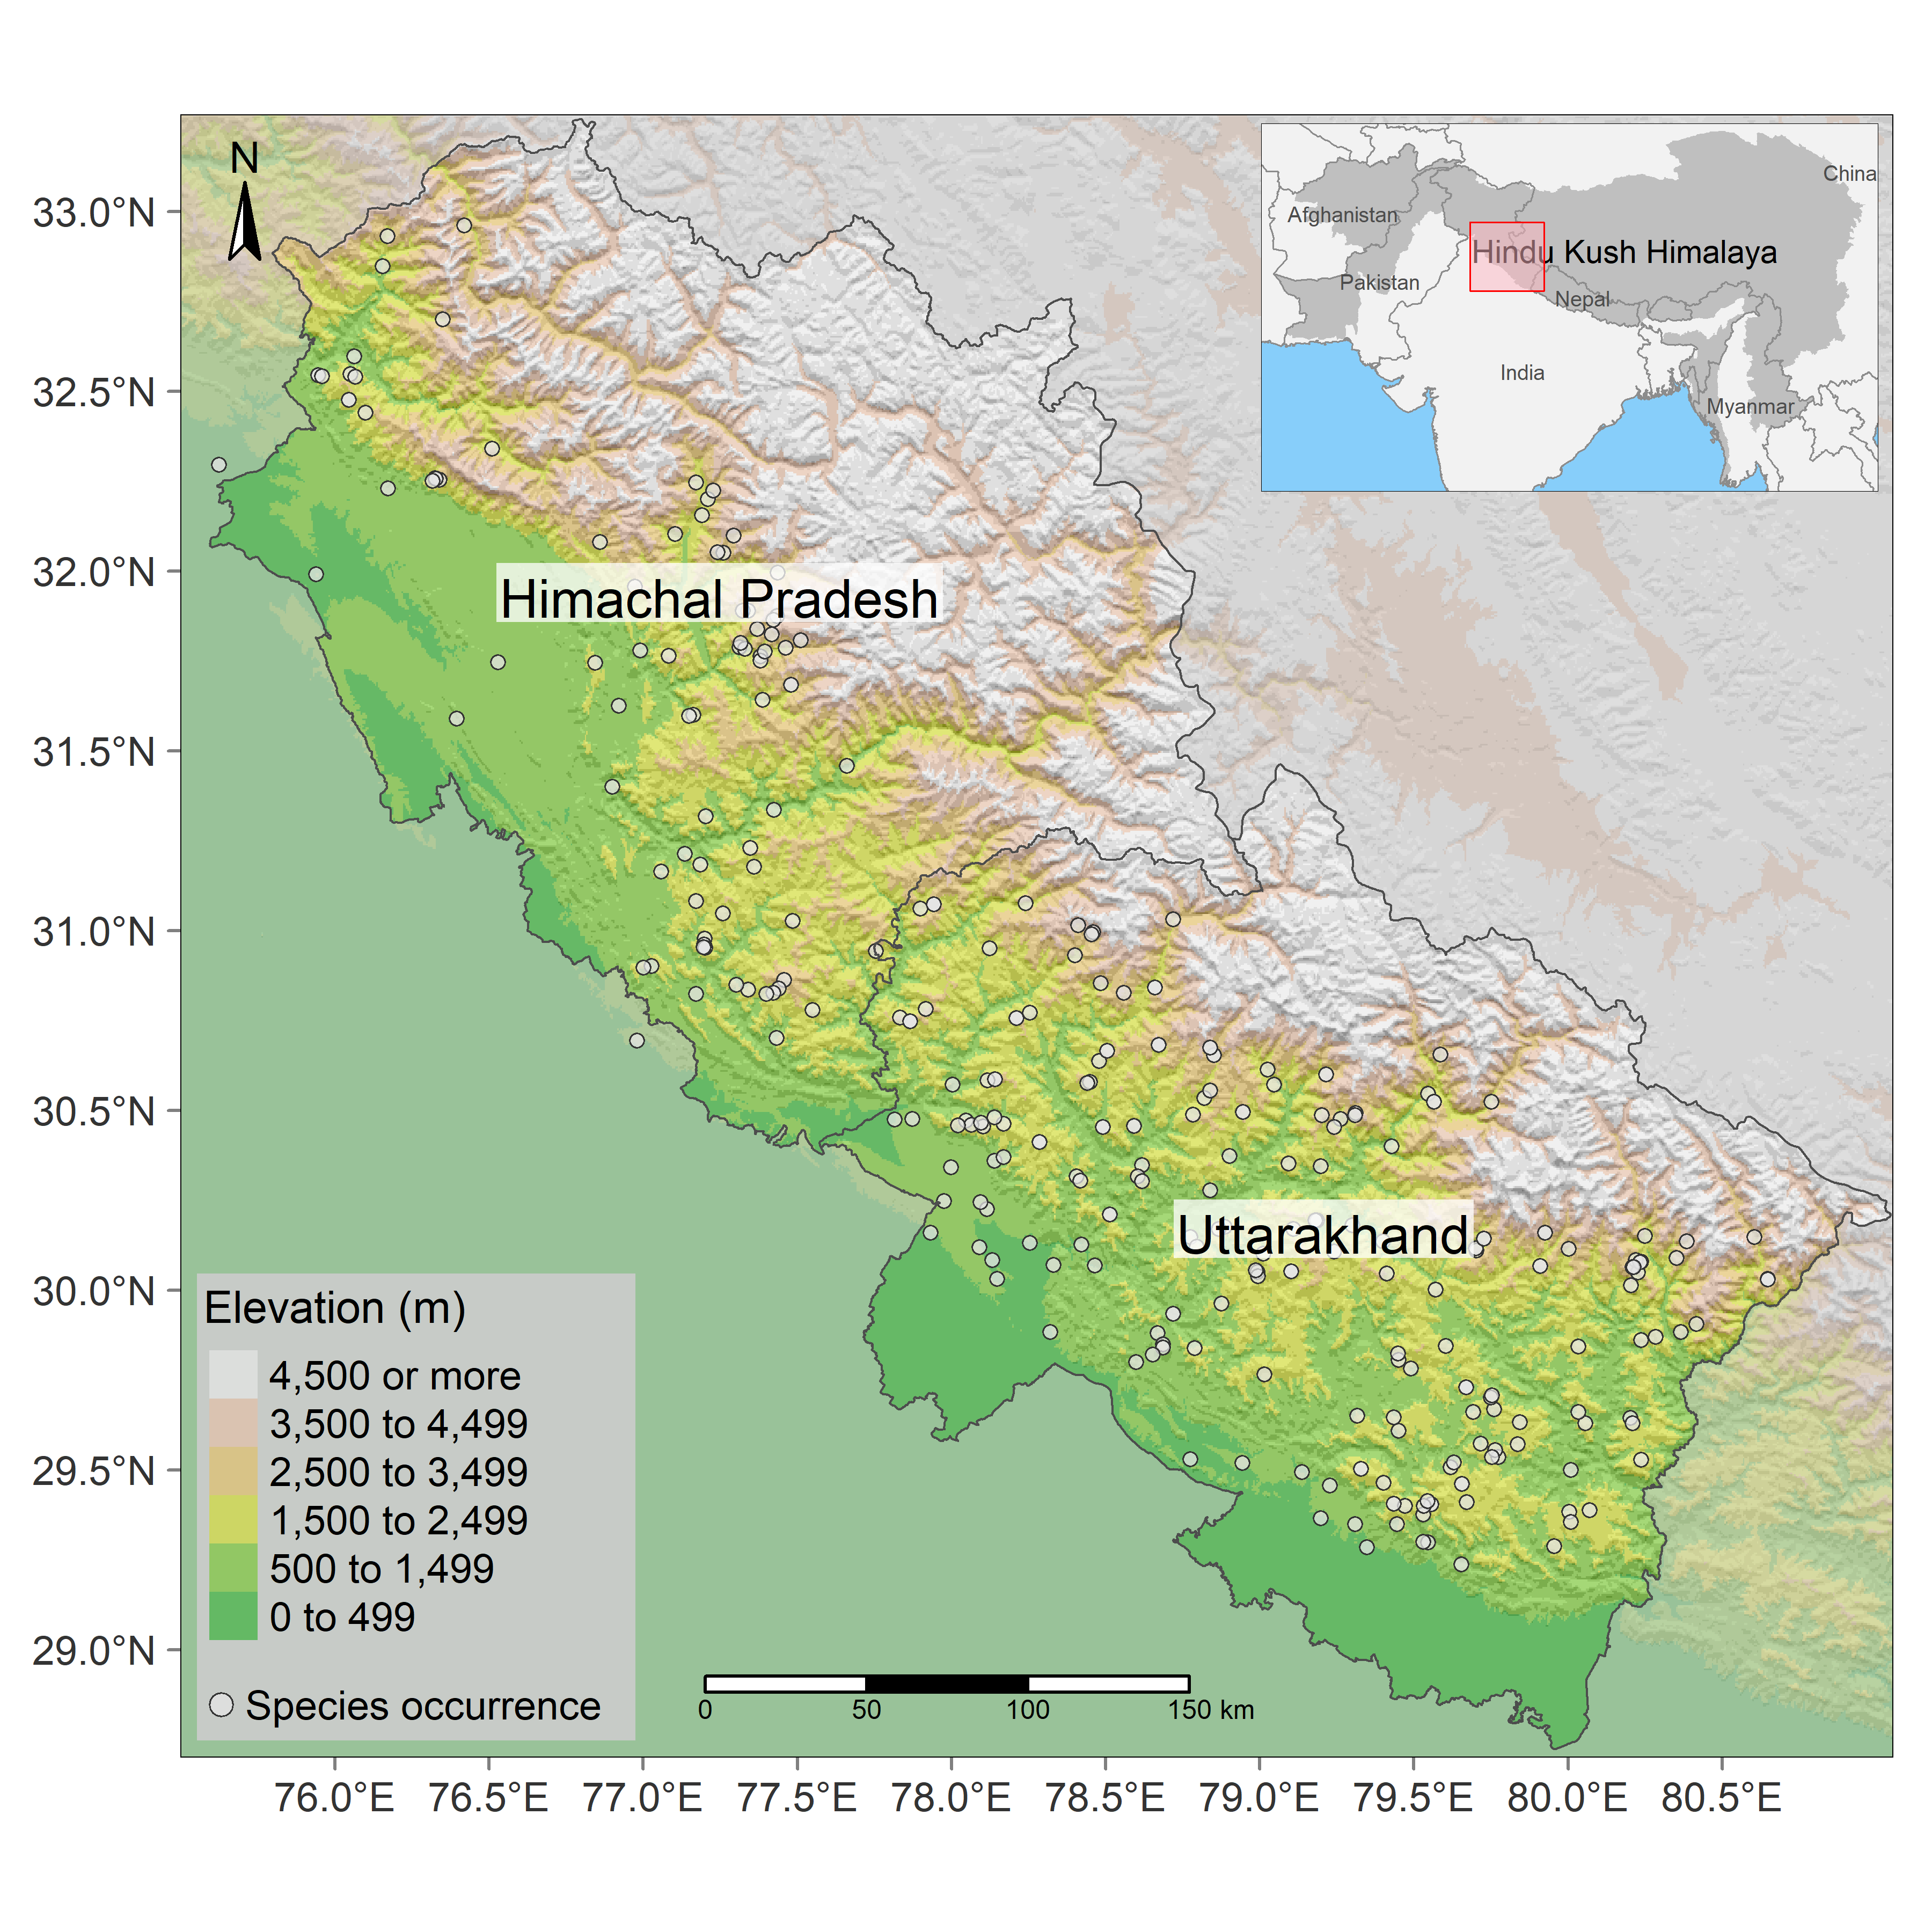 N
33.0°N
32.5°N
32.0°N
31.5°N
31.0°N
30.5°N
30.0°N
29.5°N
29.0°N
China
Afghanistan
Hindu Kush Himalaya
Pakistan
Nepal
India
Myanmar
Himachal Pradesh
Uttarakhand
Elevation (m)
4,500 or more
3,500 to 4,499
2,500 to 3,499
1,500 to 2,499
500 to 1,499
0 to 499
Species occurrence
0 50 100 150 km
76.0°E 76.5°E 77.0°E 77.5°E 78.0°E 78.5°E 79.0°E 79.5°E 80.0°E 80.5°E